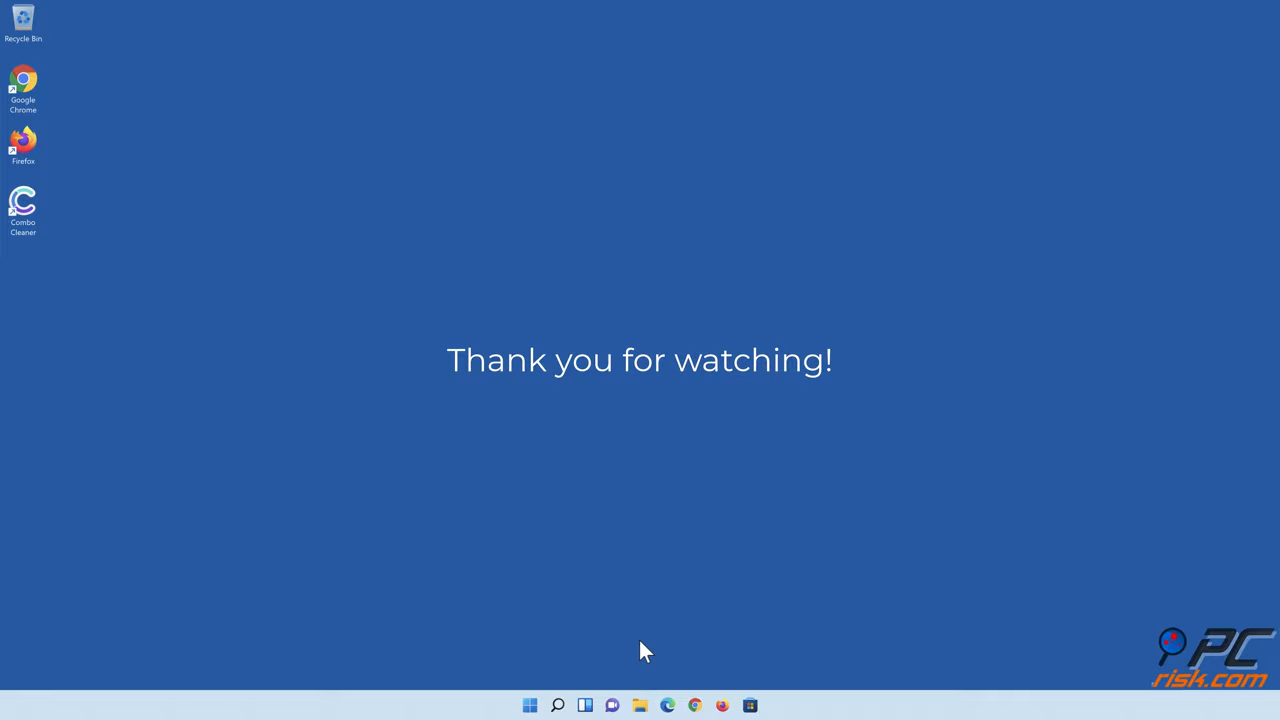 Recycle Bin
Google
Chrome
Firefox
Combo
Cleaner
Thank you for watching!
PC
risk.com